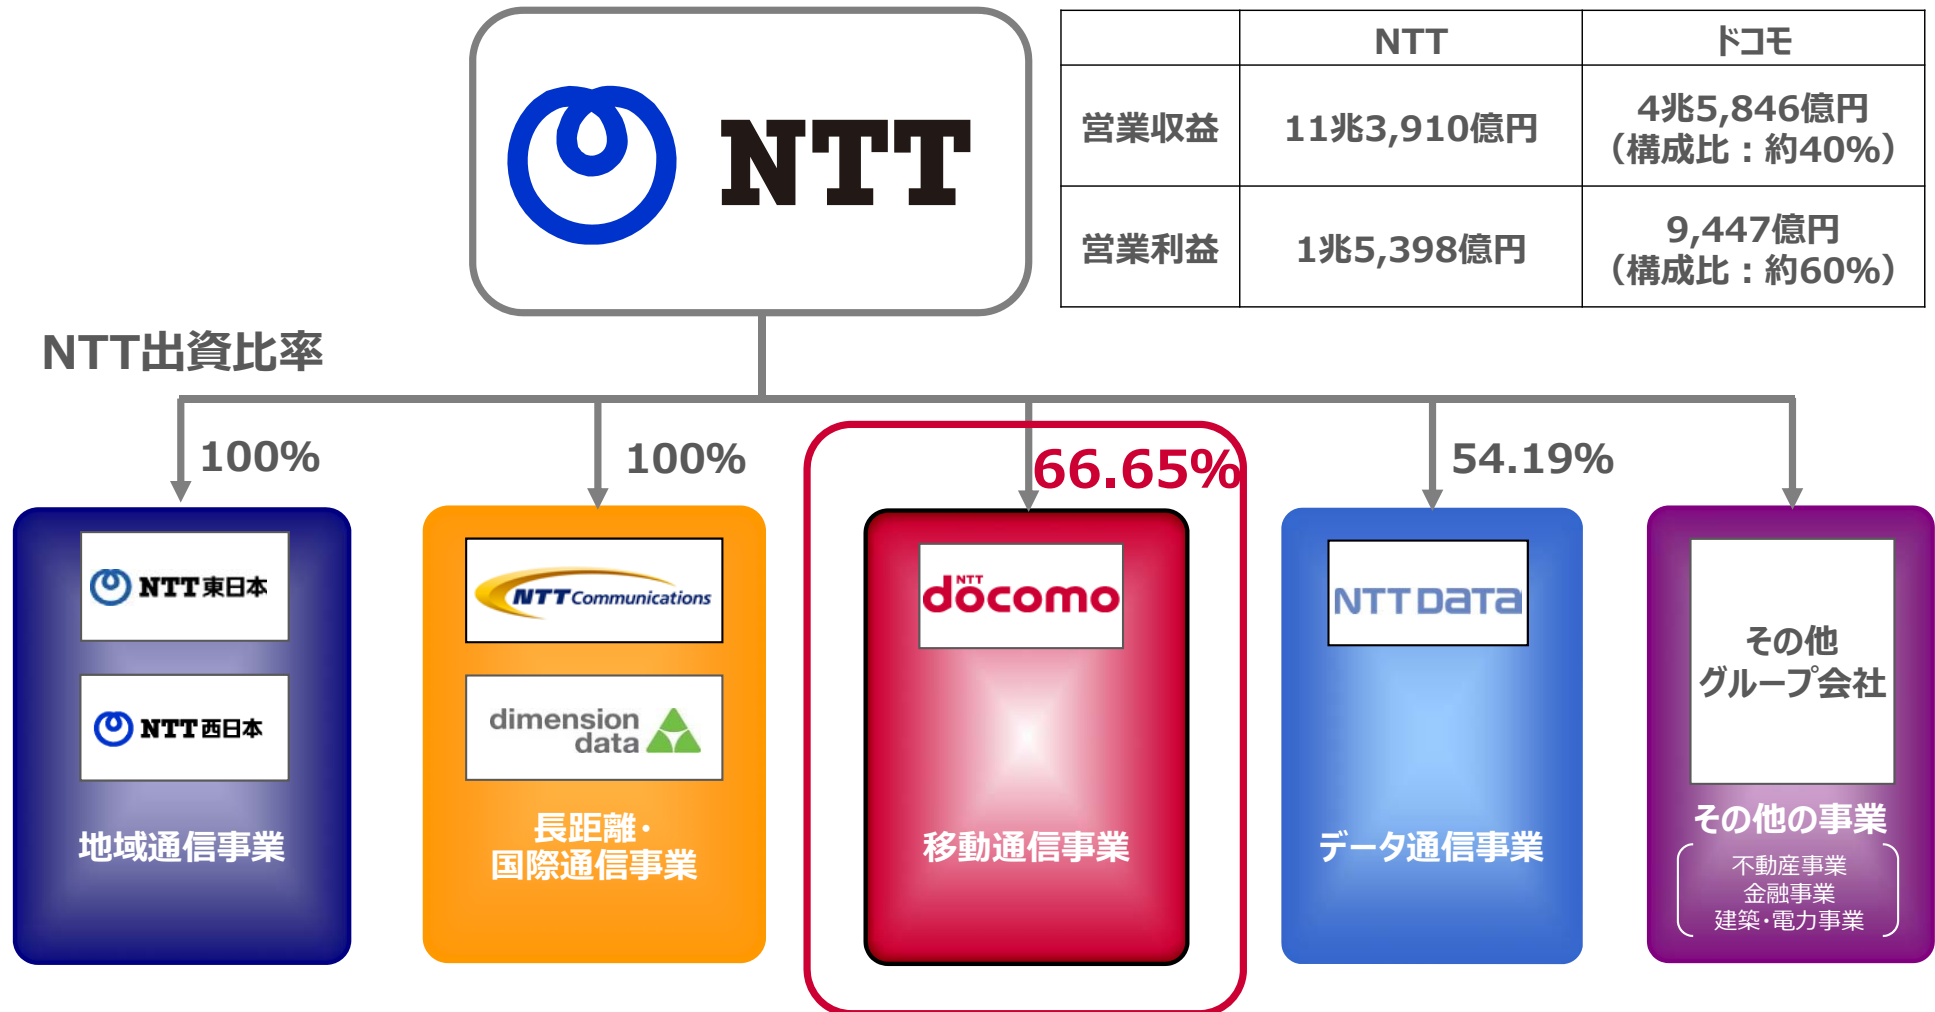 NTT
NTT
ドコモ
営業収益
11兆3,910億円
4兆5,846億円
（構成比：約40%）
営業利益
1兆5,398億円
9,447億円
（構成比：約60%）
NTT出資比率
100%
100%
66.65%
54.19%
NTT東日本
NTT西日本
地域通信事業
NTT Communications
dimension
data
長距離・
国際通信事業
NTT
docomo
移動通信事業
NTT DATA
データ通信事業
その他
グループ会社
その他の事業
不動産事業
金融事業
建築・電力事業